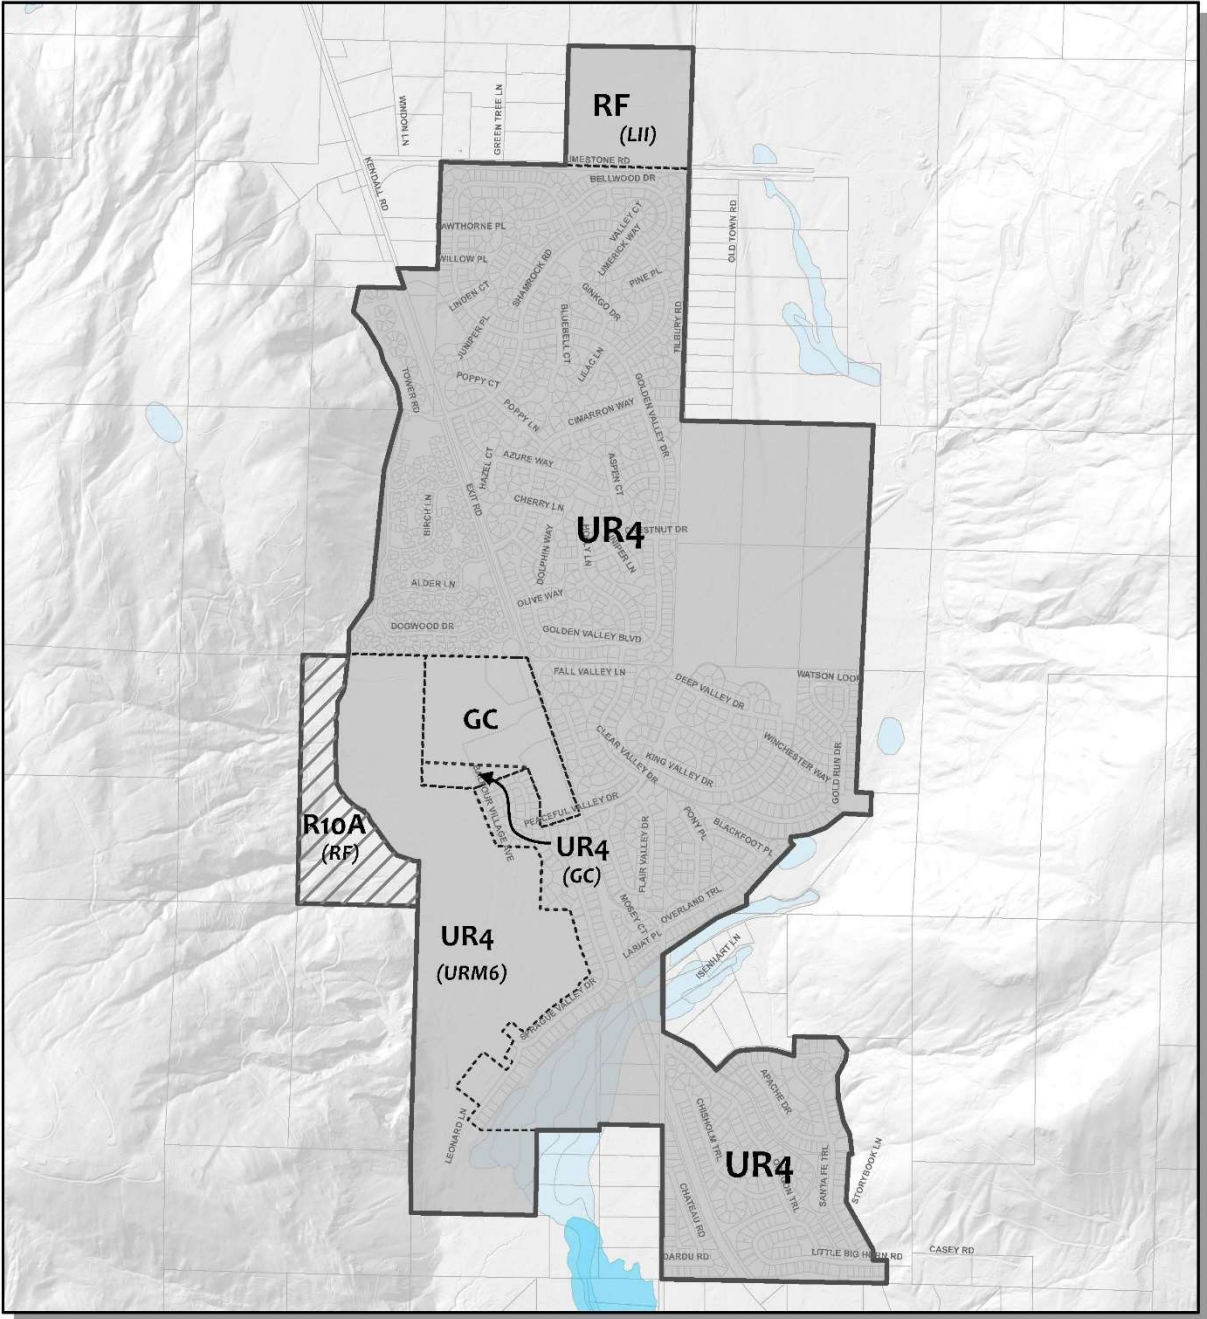 RF
(LII)
WINDON LN
GREEN TREE LN
KENDALL RD
LIMESTONE RD
BELLWOOD DR
HAWTHORNE PL
VALLEY CT
LIMERICK WAY
OLD TOWN RD
WILLOW PL
SHAMROCK RD
PINE PL
LINDEN CT
GINKGO DR
JUNIPER PL
BLUEBELL CT
TILBURY RD
LILAC LN
TOWER RD
POPPY CT
GOLDEN VALLEY DR
POPPY LN
CIMARRON WAY
HAZEL CT
AZURE WAY
ASPEN CT
EXIT RD
BIRCH LN
CHERRY LN
UR4
CHESTNUT DR
DOLPHIN WAY
JUNIPER LN
ALDER LN
OLIVE WAY
DOGWOOD DR
GOLDEN VALLEY BLVD
FALL VALLEY LN
DEEP VALLEY DR
WATSON LOOP
GC
CLEAR VALLEY DR
KING VALLEY DR
WINCHESTER WAY
GOLD RUN DR
VILLAGE AVE
PEACEFUL VALLEY DR
PONY PL
BLACKFOOT PL
R10A
(RF)
UR4
(GC)
FLAIR VALLEY DR
MOSEY CT
OVERLAND TRL
UR4
(URM6)
LARIAT PL
ISENHART LN
SPRAGUE VALLEY DR
APACHE DR
LEONARD LN
CHISHOLM TRL
UR4
SANTA FE TRL
STORYBOOK LN
CHATEAU RD
DARDU RD
LITTLE BIG HORN RD
CASEY RD